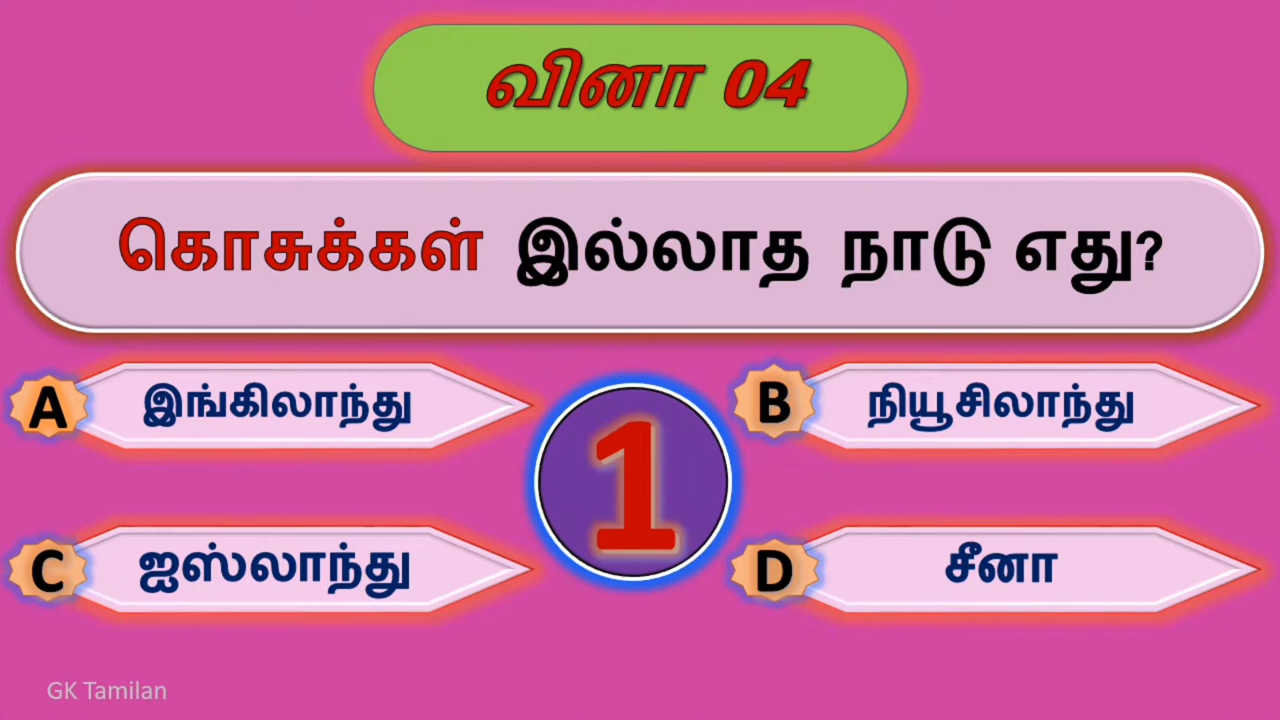 வினா 04
கொசுக்கள் இல்லாத நாடு எது?
A இங்கிலாந்து
B நியூசிலாந்து
1
C ஐஸ்லாந்து
D சீனா
GK Tamilan